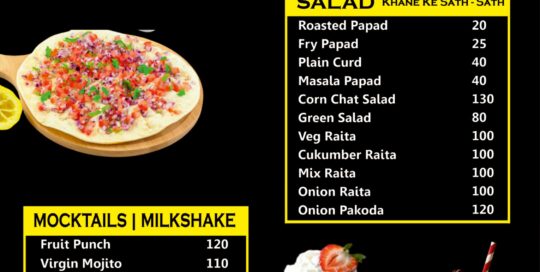 SALAD KHANE KE SATH - SATH
Roasted Papad 20
Fry Papad 25
Plain Curd 40
Masala Papad 40
Corn Chat Salad 130
Green Salad 80
Veg Raita 100
Cukumber Raita 100
Mix Raita 100
Onion Raita 100
Onion Pakoda 120
MOCKTAILS | MILKSHAKE
Fruit Punch 120
Virgin Mojito 110